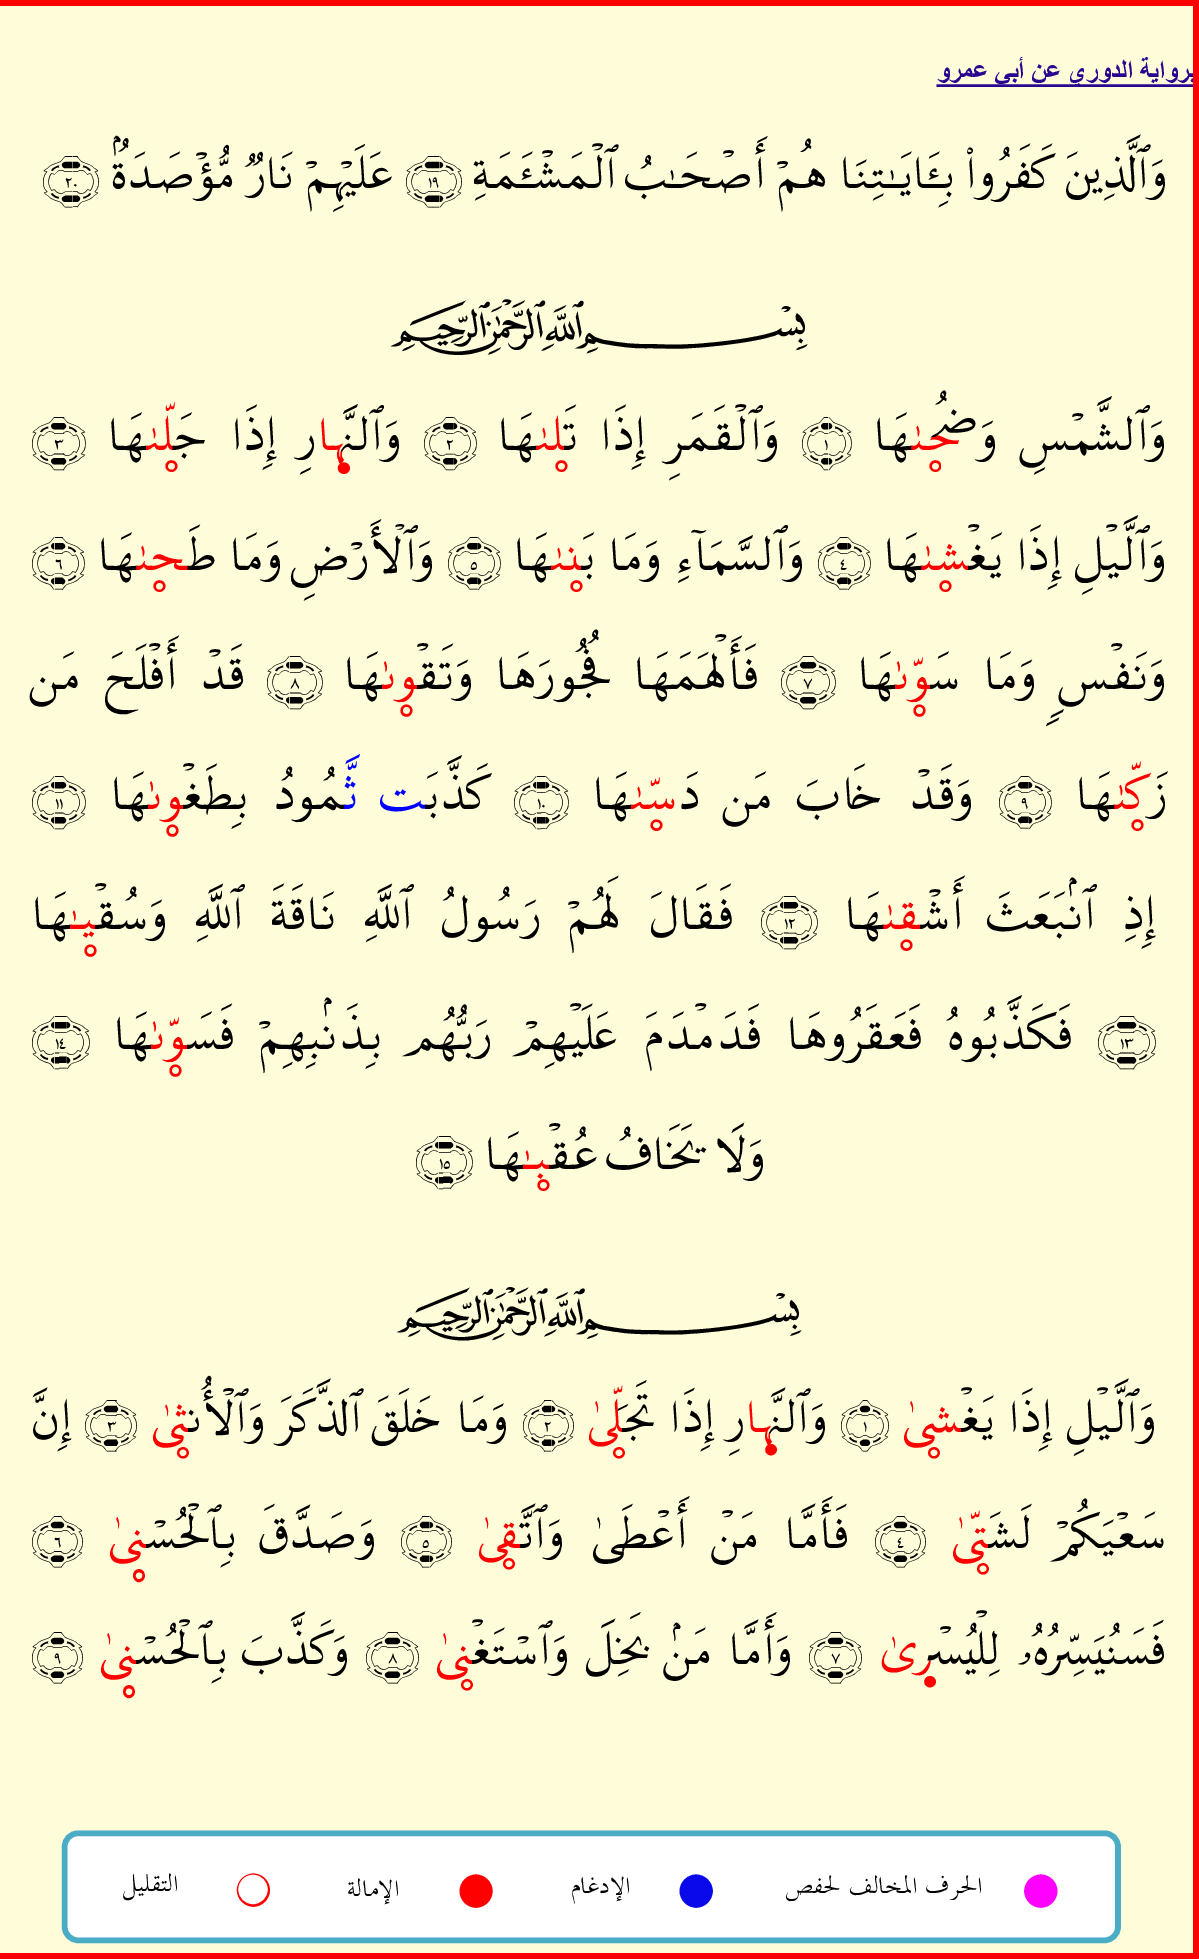 برواية الدوري عن أبي عمرو
وَٱلَّذِينَ كَفَرُواْ بِـَٔايَٰتِنَا هُمْ أَصْحَٰبُ ٱلْمَشْـَٔمَةِ ١٩ عَلَيْهِمْ نَارٌ مُّؤْصَدَةٌۢ ٢٠
بِسْمِ ٱللَّهِ ٱلرَّحْمَٰنِ ٱلرَّحِيمِ
وَٱلشَّمْسِ وَضُحَىٰهَا ١ وَٱلْقَمَرِ إِذَا تَلَىٰهَا ٢ وَٱلنَّهَارِ إِذَا جَلَّىٰهَا ٣
وَٱلَّيْلِ إِذَا يَغْشَىٰهَا ٤ وَٱلسَّمَآءِ وَمَا بَنَىٰهَا ٥ وَٱلْأَرْضِ وَمَا طَحَىٰهَا ٦
وَنَفْسٍ وَمَا سَوَّىٰهَا ٧ فَأَلْهَمَهَا فُجُورَهَا وَتَقْوَىٰهَا ٨ قَدْ أَفْلَحَ مَن
زَكَّىٰهَا ٩ وَقَدْ خَابَ مَن دَسَّىٰهَا ١٠ كَذَّبَت ثَّمُودُ بِطَغْوَىٰهَا ١١
إِذِ ٱنۢبَعَثَ أَشْقَىٰهَا ١٢ فَقَالَ لَهُمْ رَسُولُ ٱللَّهِ نَاقَةَ ٱللَّهِ وَسُقْيَٰهَا
١٣ فَكَذَّبُوهُ فَعَقَرُوهَا فَدَمْدَمَ عَلَيْهِمْ رَبُّهُم بِذَنۢبِهِمْ فَسَوَّىٰهَا ١٤
وَلَا يَخَافُ عُقْبَٰهَا ١٥
بِسْمِ ٱللَّهِ ٱلرَّحْمَٰنِ ٱلرَّحِيمِ
وَٱلَّيْلِ إِذَا يَغْشَىٰ ١ وَٱلنَّهَارِ إِذَا تَجَلَّىٰ ٢ وَمَا خَلَقَ ٱلذَّكَرَ وَٱلْأُنثَىٰ ٣ إِنَّ
سَعْيَكُمْ لَشَتَّىٰ ٤ فَأَمَّا مَنْ أَعْطَىٰ وَٱتَّقَىٰ ٥ وَصَدَّقَ بِٱلْحُسْنَىٰ ٦
فَسَنُيَسِّرُهُۥ لِلْيُسْرَىٰ ٧ وَأَمَّا مَنۢ بَخِلَ وَٱسْتَغْنَىٰ ٨ وَكَذَّبَ بِٱلْحُسْنَىٰ ٩
الحرف المخالف لحفص الإدغام الإمالة التقليل